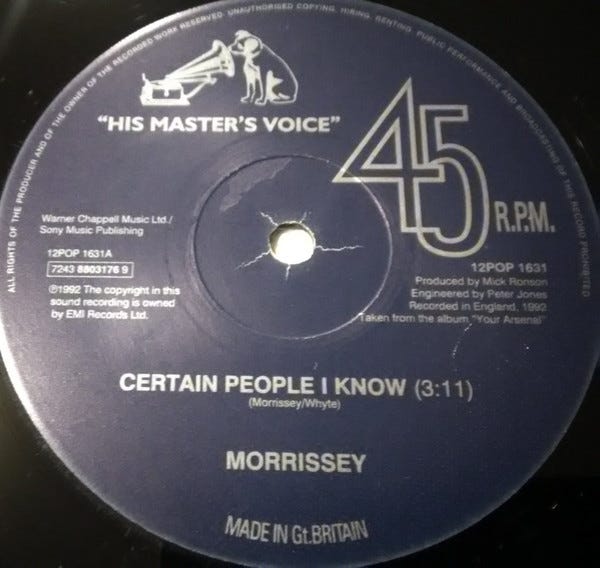 ALL RIGHTS OF THE PRODUCER AND OF THE OWNER OF THE RECORDED WORK RESERVED. UNAUTHORISED COPYING, HIRING, RENTING, PUBLIC PERFORMANCE AND BROADCASTING OF THIS RECORD PROHIBITED
"HIS MASTER'S VOICE"
45 R.P.M.
Warner Chappell Music Ltd./
Sony Music Publishing
12POP 1631A
7243 8803176 9
℗1992 The copyright in this
sound recording is owned
by EMI Records Ltd.
12POP 1631
Produced by Mick Ronson
Engineered by Peter Jones
Recorded in England, 1992
Taken from the album "Your Arsenal"
CERTAIN PEOPLE I KNOW (3:11)
(Morrissey/Whyte)
MORRISSEY
MADE IN Gt.BRITAIN